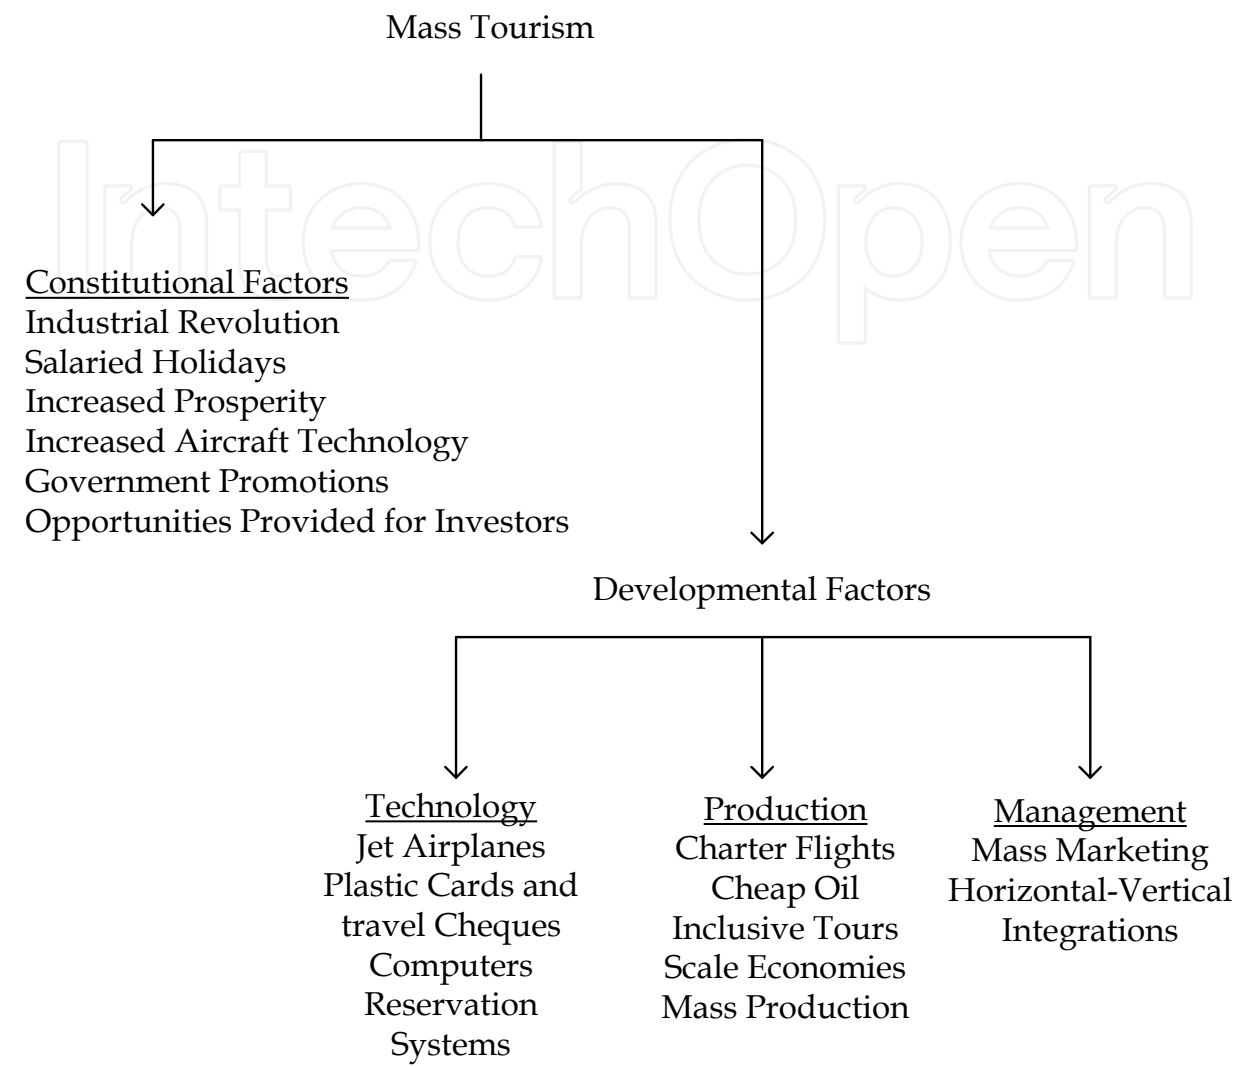 Mass Tourism
IntechOpen
Constitutional Factors
Industrial Revolution
Salaried Holidays
Increased Prosperity
Increased Aircraft Technology
Government Promotions
Opportunities Provided for Investors
Developmental Factors
Technology
Jet Airplanes
Plastic Cards and
travel Cheques
Computers
Reservation
Systems
Production
Charter Flights
Cheap Oil
Inclusive Tours
Scale Economies
Mass Production
Management
Mass Marketing
Horizontal-Vertical
Integrations